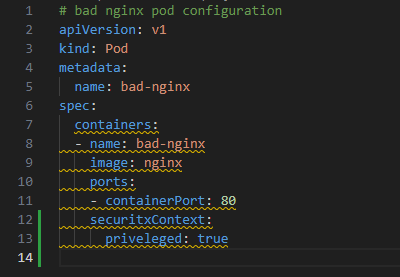 1 # bad nginx pod configuration
2 apiVersion: v1
3 kind: Pod
4 metadata:
5   name: bad-nginx
6 spec:
7   containers:
8   - name: bad-nginx
9     image: nginx
10     ports:
11     - containerPort: 80
12     securitxContext:
13       priveleged: true
14